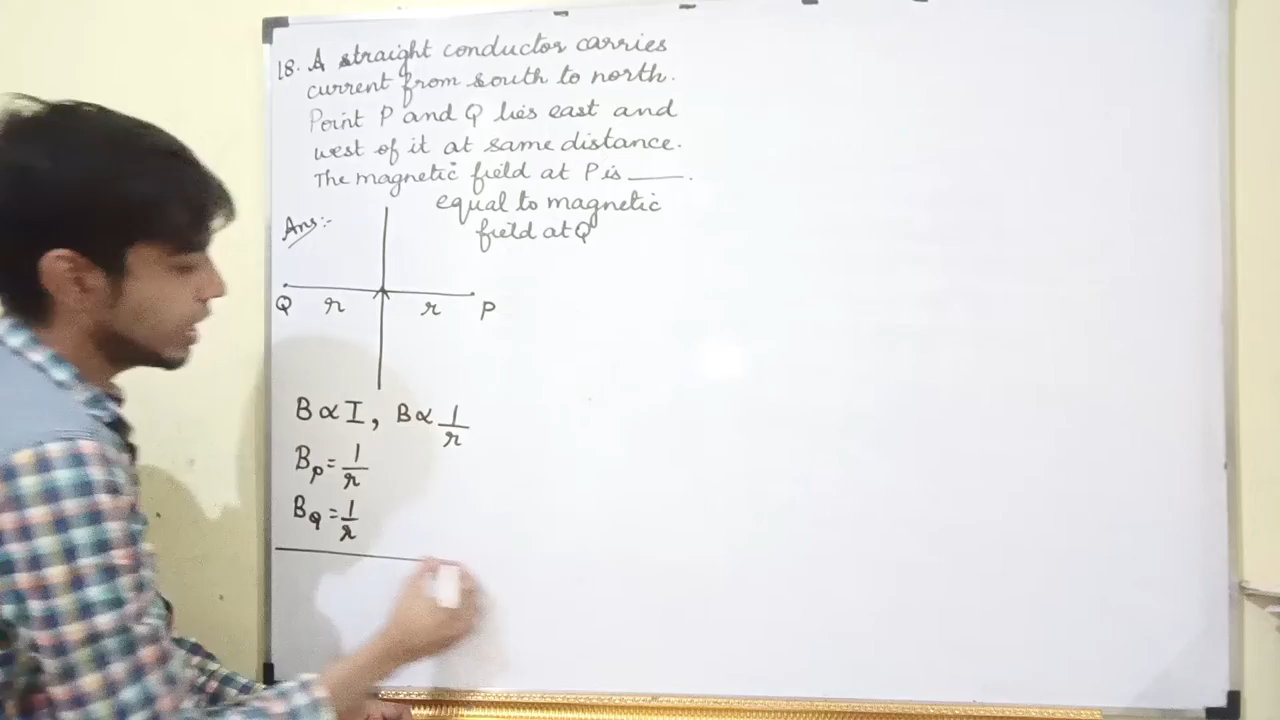 18. A straight conductor carries
current from south to north.
Point P and Q lies east and
west of it at same distance.
The magnetic field at P is ____.
equal to magnetic
field at Q
Ans:-
Q r r P
B ∝ I, B ∝ 1/r
Bp = 1/r
BQ = 1/r